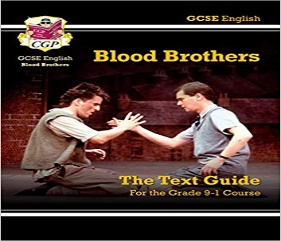 GCSE English
CGP
GCSE English
Blood Brothers
Blood Brothers
The Text Guide
For the Grade 9-1 Course